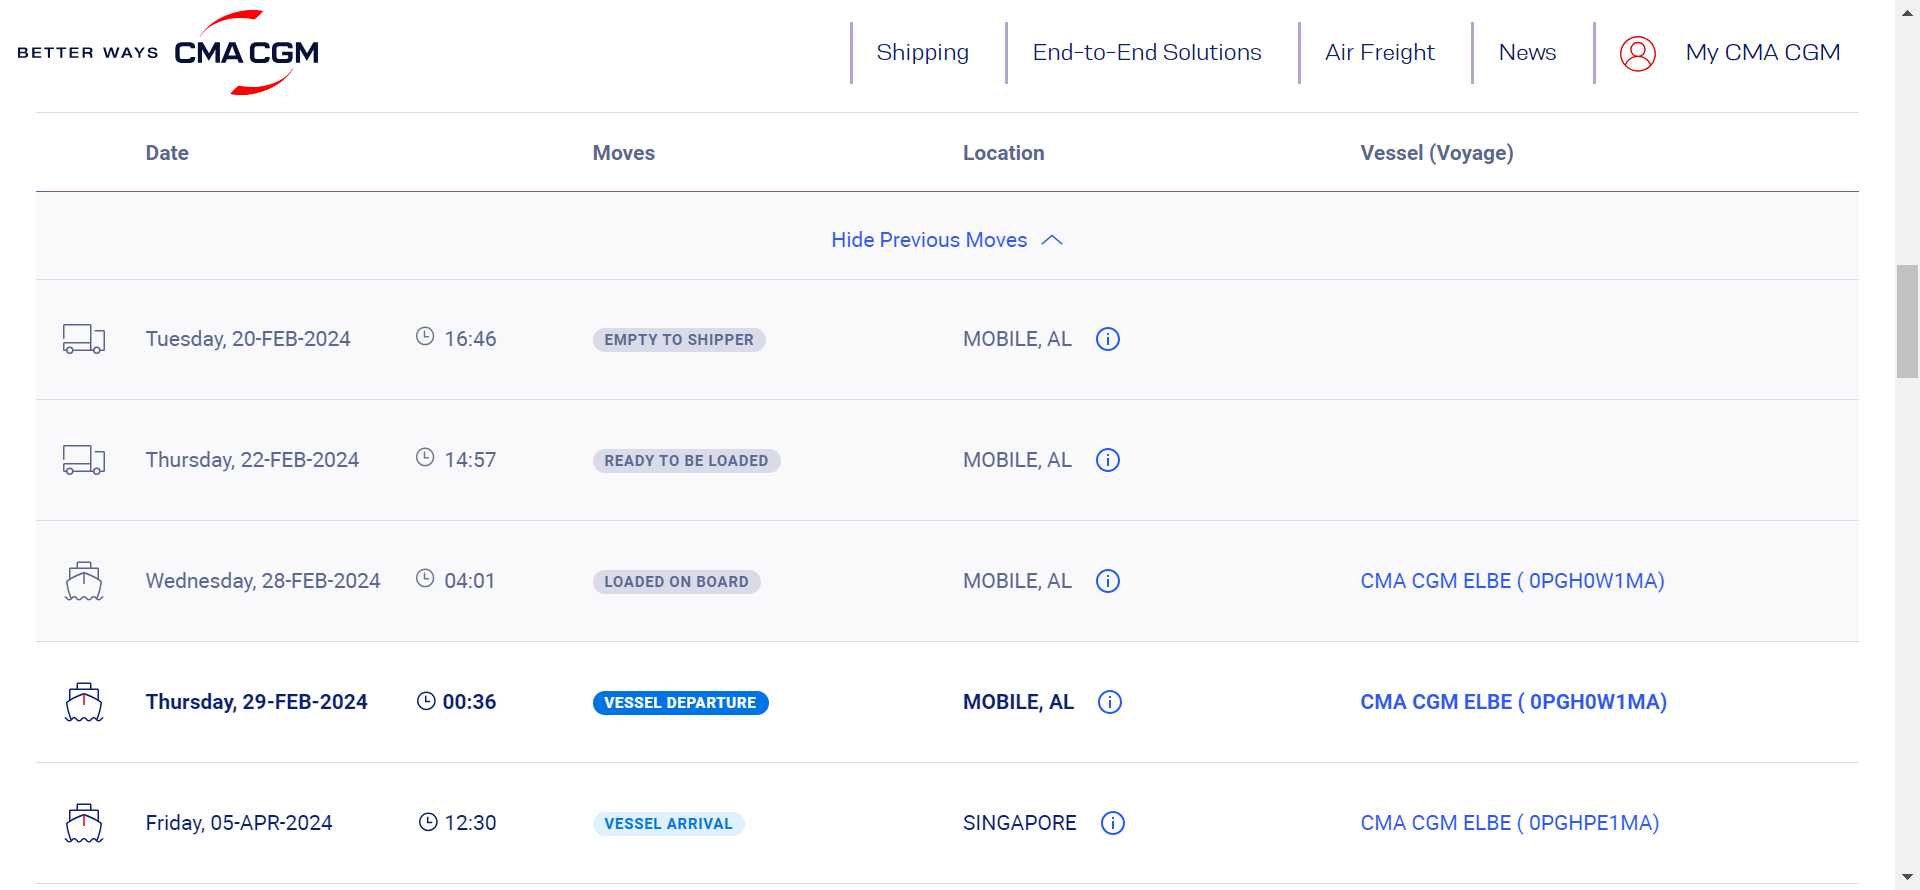 BETTER WAYS CMA CGM
Shipping End-to-End Solutions Air Freight News My CMA CGM
Date Moves Location Vessel (Voyage)
Hide Previous Moves
Tuesday, 20-FEB-2024 16:46 EMPTY TO SHIPPER MOBILE, AL
Thursday, 22-FEB-2024 14:57 READY TO BE LOADED MOBILE, AL
Wednesday, 28-FEB-2024 04:01 LOADED ON BOARD MOBILE, AL CMA CGM ELBE ( 0PGH0W1MA)
Thursday, 29-FEB-2024 00:36 VESSEL DEPARTURE MOBILE, AL CMA CGM ELBE ( 0PGH0W1MA)
Friday, 05-APR-2024 12:30 VESSEL ARRIVAL SINGAPORE CMA CGM ELBE ( 0PGHPE1MA)